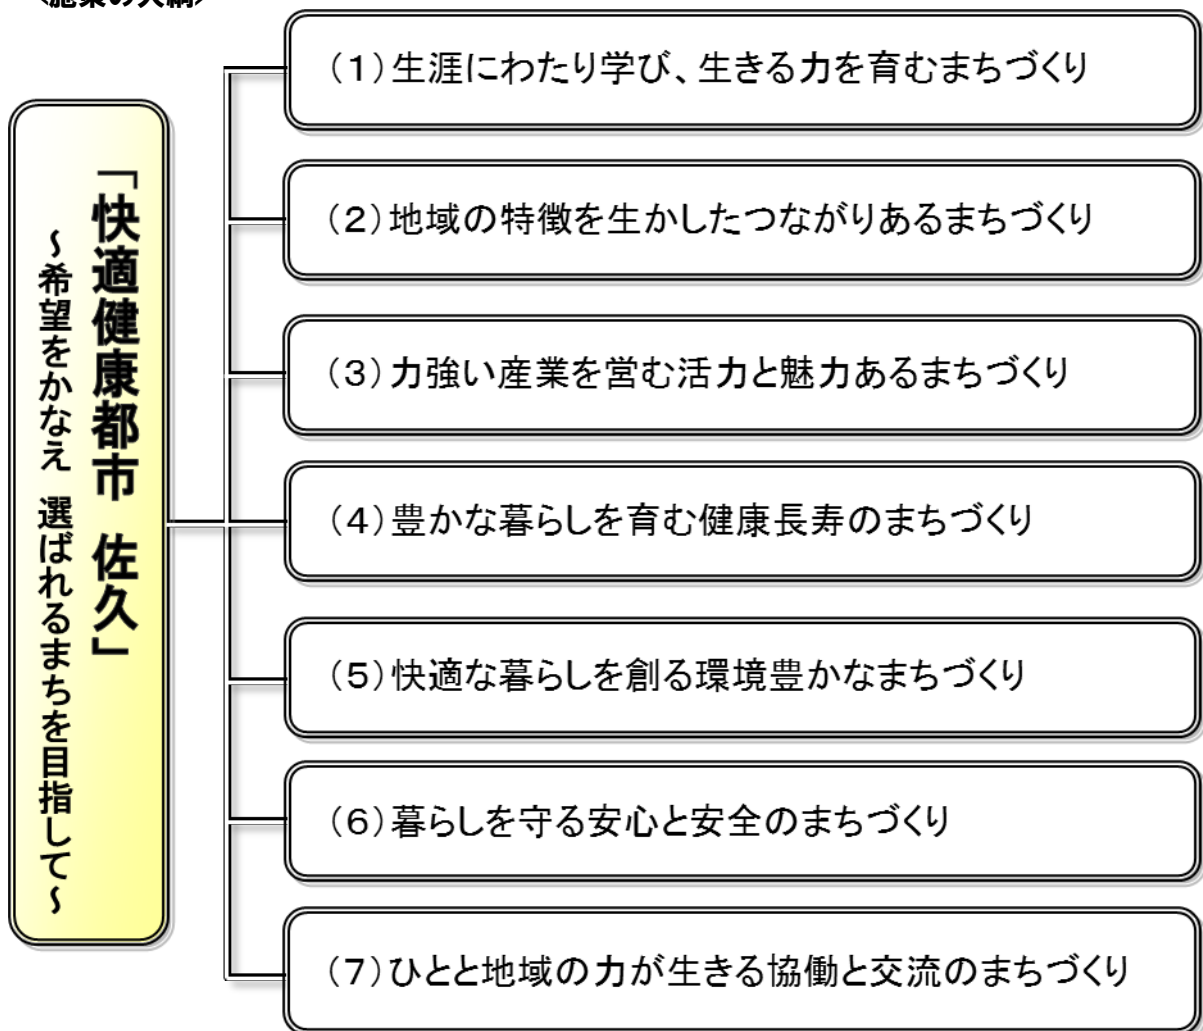 〈施策の大綱〉
「快適健康都市 佐久」
~希望をかなえ 選ばれるまちを目指して~
(1)生涯にわたり学び、生きる力を育むまちづくり
(2)地域の特徴を生かしたつながりあるまちづくり
(3)力強い産業を営む活力と魅力あるまちづくり
(4)豊かな暮らしを育む健康長寿のまちづくり
(5)快適な暮らしを創る環境豊かなまちづくり
(6)暮らしを守る安心と安全のまちづくり
(7)ひとと地域の力が生きる協働と交流のまちづくり